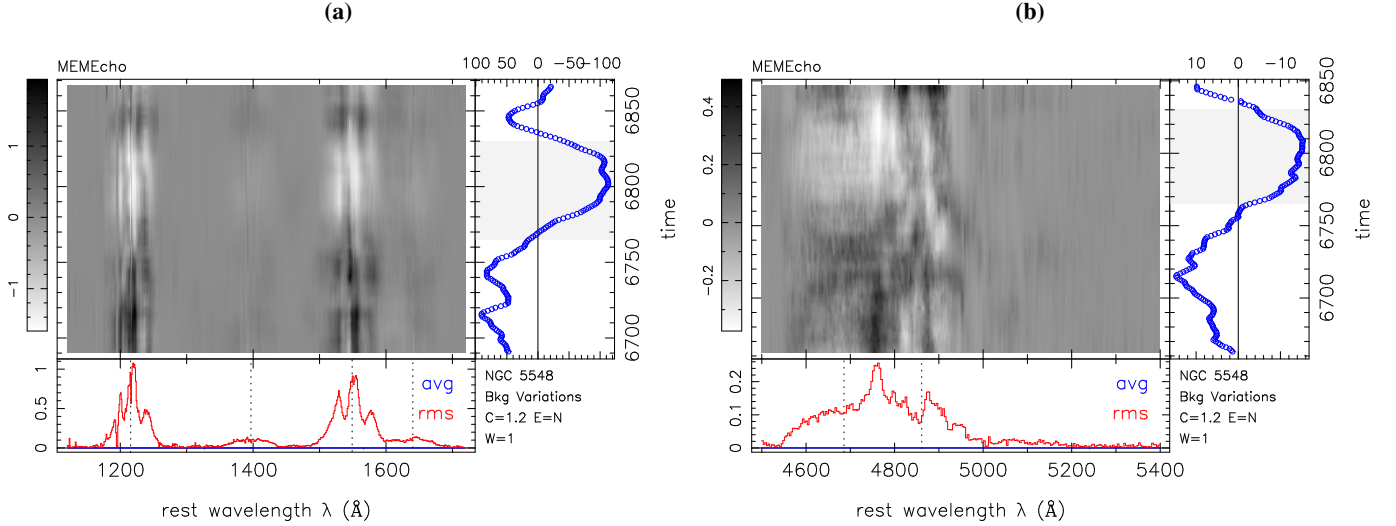 (a)
(b)
MEMEcho
100 50 0 −50 −100
1
0
−1
6850
6800
6750
6700
time
1
0.5
0
avg
rms
NGC 5548
Bkg Variations
C=1.2 E=N
W=1
1200 1400 1600
rest wavelength λ (Å)
MEMEcho
10 0 −10
0.4
0.2
0
−0.2
6850
6800
6750
6700
time
0.2
0.1
0
avg
rms
NGC 5548
Bkg Variations
C=1.2 E=N
W=1
4600 4800 5000 5200 5400
rest wavelength λ (Å)